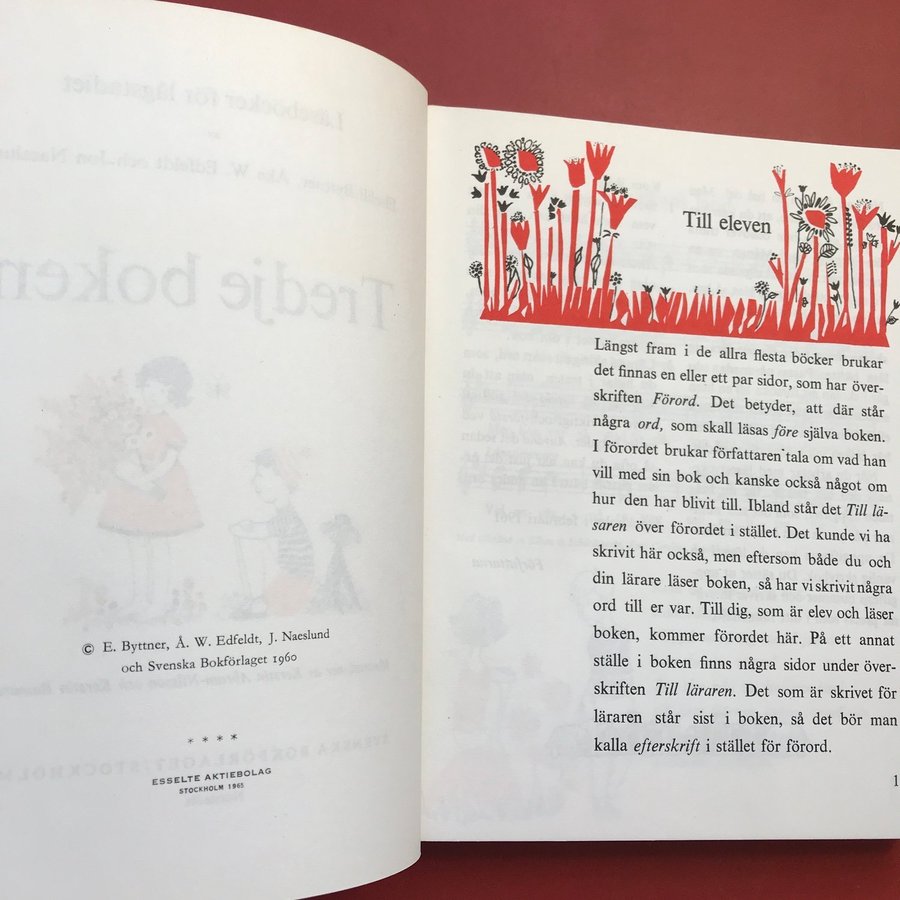 Läseböcker för lågstadiet
Tredje boken
© E. Byttner, Å. W. Edfeldt, J. Naeslund
och Svenska Bokförlaget 1960
* * * *
ESSELTE AKTIEBOLAG
STOCKHOLM 1965
Till eleven
Längst fram i de allra flesta böcker brukar
det finnas en eller ett par sidor, som har över-
skriften Förord. Det betyder, att där står
några ord, som skall läsas före själva boken.
I förordet brukar författaren tala om vad han
vill med sin bok och kanske också något om
hur den har blivit till. Ibland står det Till lä-
saren över förordet i stället. Det kunde vi ha
skrivit här också, men eftersom både du och
din lärare läser boken, så har vi skrivit några
ord till er var. Till dig, som är elev och läser
boken, kommer förordet här. På ett annat
ställe i boken finns några sidor under över-
skriften Till läraren. Det som är skrivet för
läraren står sist i boken, så det bör man
kalla efterskrift i stället för förord.
1